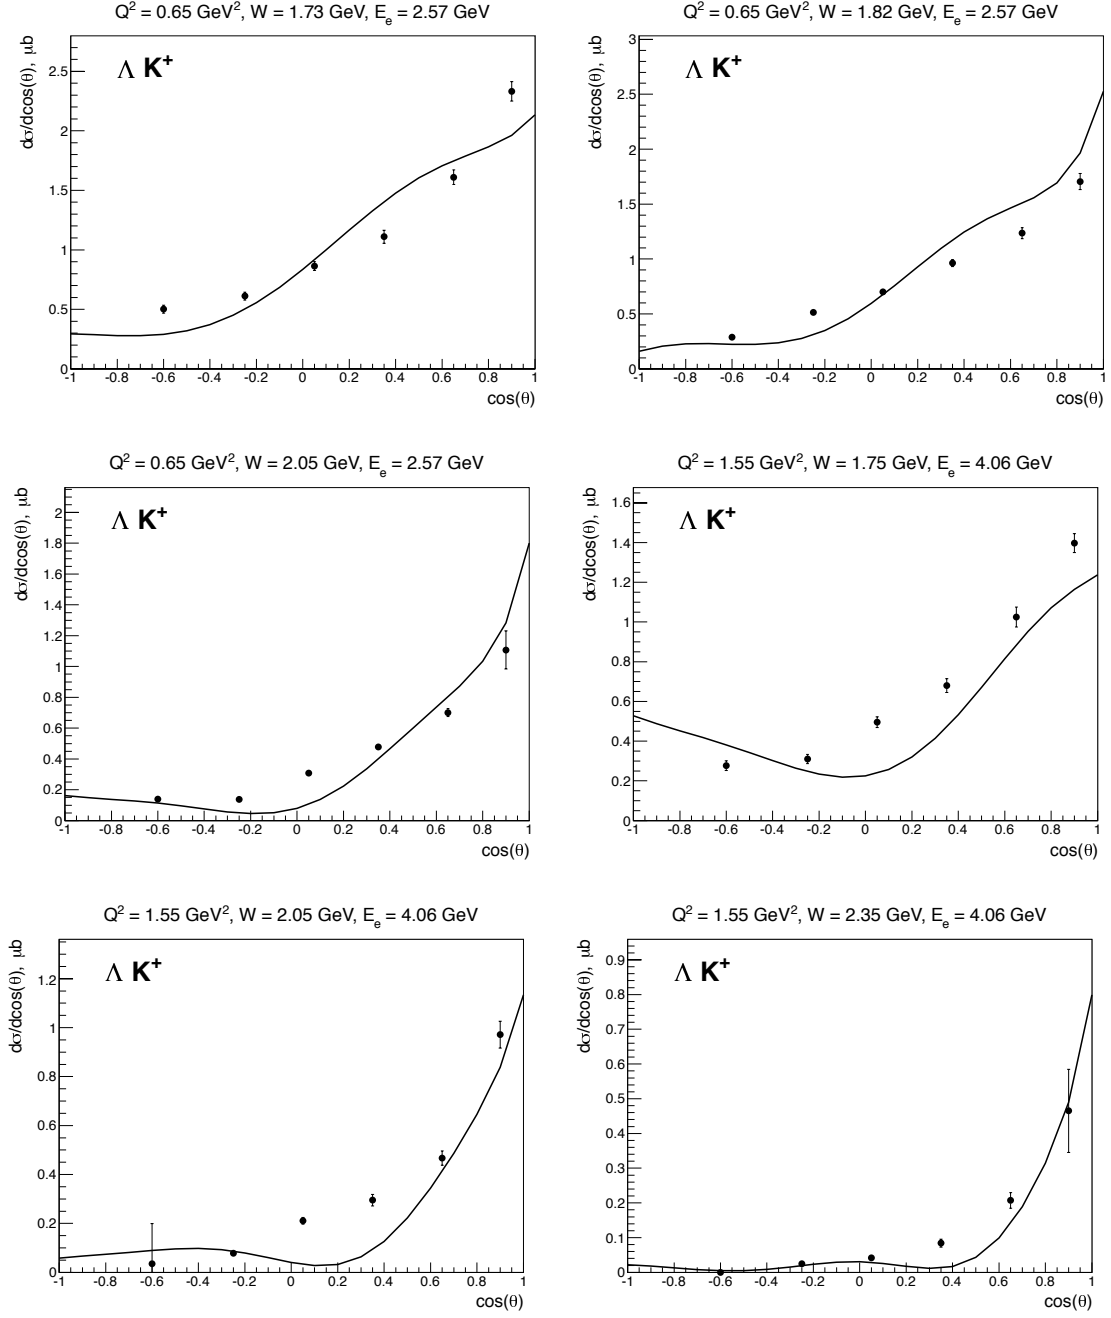 Q² = 0.65 GeV², W = 1.73 GeV, E_e = 2.57 GeV
dσ/dcos(θ), μb
Λ K⁺
2.5
2
1.5
1
0.5
0
-1 -0.8 -0.6 -0.4 -0.2 0 0.2 0.4 0.6 0.8 1
cos(θ)
Q² = 0.65 GeV², W = 1.82 GeV, E_e = 2.57 GeV
dσ/dcos(θ), μb
Λ K⁺
3
2.5
2
1.5
1
0.5
0
-1 -0.8 -0.6 -0.4 -0.2 0 0.2 0.4 0.6 0.8 1
cos(θ)
Q² = 0.65 GeV², W = 2.05 GeV, E_e = 2.57 GeV
dσ/dcos(θ), μb
Λ K⁺
2
1.8
1.6
1.4
1.2
1
0.8
0.6
0.4
0.2
0
-1 -0.8 -0.6 -0.4 -0.2 0 0.2 0.4 0.6 0.8 1
cos(θ)
Q² = 1.55 GeV², W = 1.75 GeV, E_e = 4.06 GeV
dσ/dcos(θ), μb
Λ K⁺
1.6
1.4
1.2
1
0.8
0.6
0.4
0.2
0
-1 -0.8 -0.6 -0.4 -0.2 0 0.2 0.4 0.6 0.8 1
cos(θ)
Q² = 1.55 GeV², W = 2.05 GeV, E_e = 4.06 GeV
dσ/dcos(θ), μb
Λ K⁺
1.2
1
0.8
0.6
0.4
0.2
0
-1 -0.8 -0.6 -0.4 -0.2 0 0.2 0.4 0.6 0.8 1
cos(θ)
Q² = 1.55 GeV², W = 2.35 GeV, E_e = 4.06 GeV
dσ/dcos(θ), μb
Λ K⁺
0.9
0.8
0.7
0.6
0.5
0.4
0.3
0.2
0.1
0
-1 -0.8 -0.6 -0.4 -0.2 0 0.2 0.4 0.6 0.8 1
cos(θ)